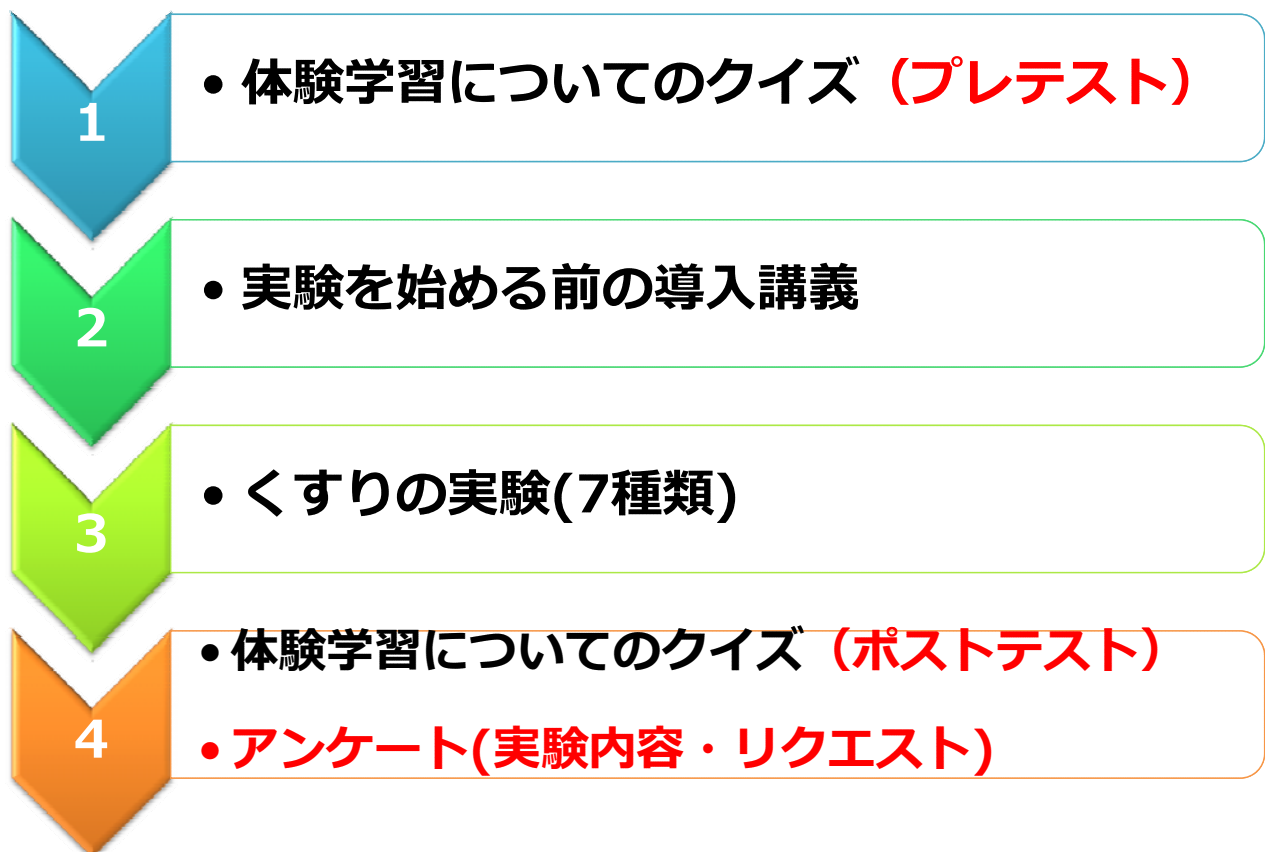 1
• 体験学習についてのクイズ（プレテスト）
2
• 実験を始める前の導入講義
3
• くすりの実験(7種類)
4
• 体験学習についてのクイズ（ポストテスト）
• アンケート(実験内容・リクエスト)